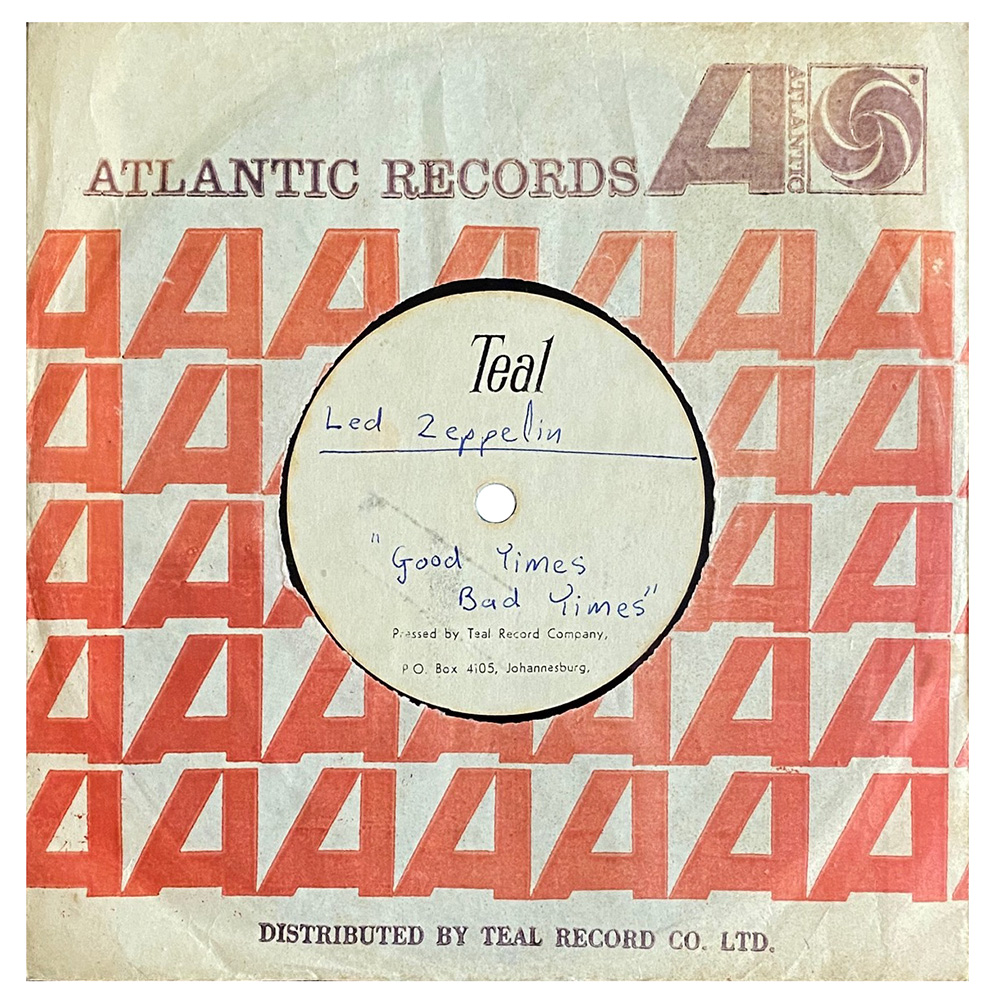 ATLANTIC RECORDS
A
ATLANTIC
Teal
Led Zeppelin
"Good Times
Bad Times"
Pressed by Teal Record Company,
P.O. Box 4105, Johannesburg,
DISTRIBUTED BY TEAL RECORD CO. LTD.